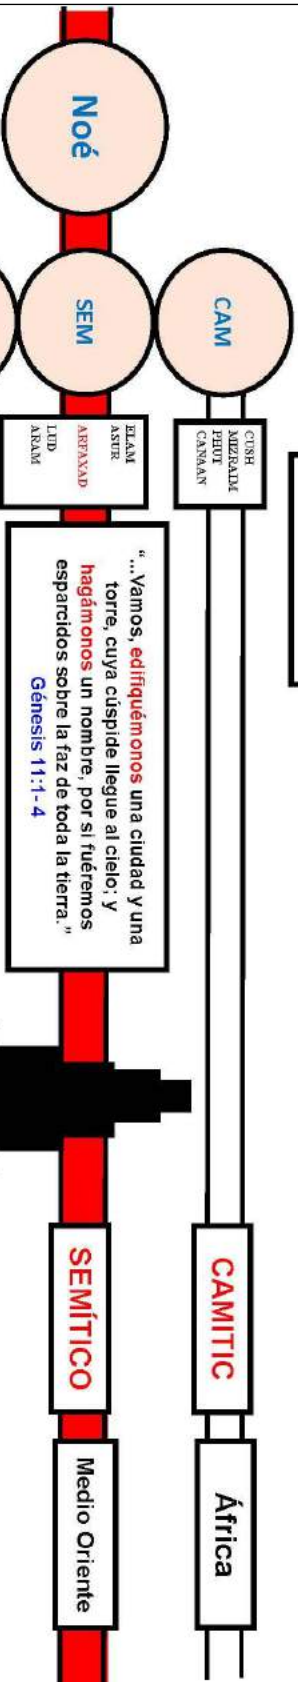 Noé
CAM
SEM
CUSH
MIZRAIM
PHUT
CANAAN
ELAM
ASUR
ARFAXAD
LUD
ARAM
“...Vamos, edifiquémonos una ciudad y una
torre, cuya cúspide llegue al cielo; y
hagámonos un nombre, por si fuéremos
esparcidos sobre la faz de toda la tierra.”
Génesis 11:1- 4
CAMITIC
SEMÍTICO
África
Medio Oriente